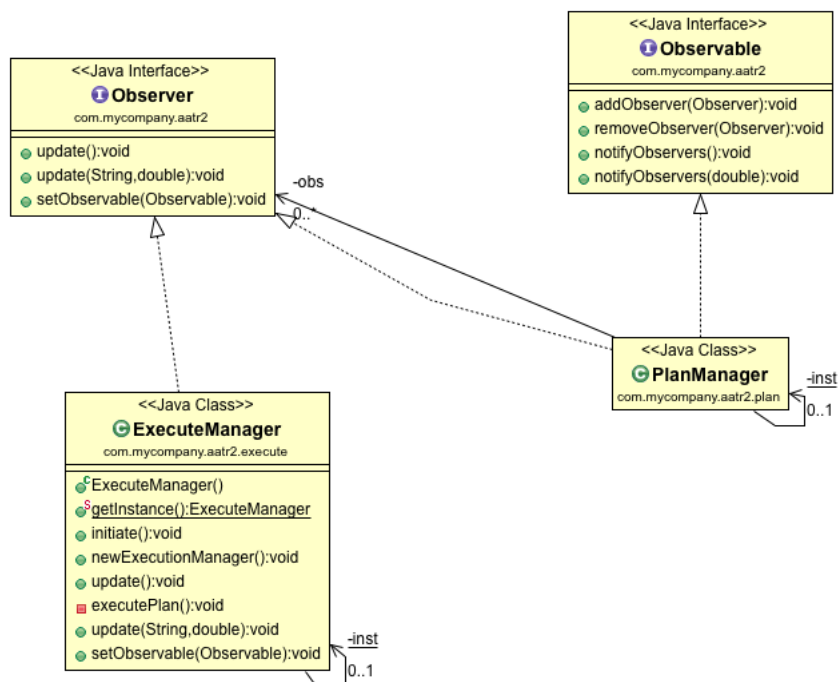 <<Java Interface>>
Observer
com.mycompany.aatr2
update():void
update(String,double):void
setObservable(Observable):void
<<Java Interface>>
Observable
com.mycompany.aatr2
addObserver(Observer):void
removeObserver(Observer):void
notifyObservers():void
notifyObservers(double):void
-obs
0..*
<<Java Class>>
PlanManager
com.mycompany.aatr2.plan
-inst
0..1
<<Java Class>>
ExecuteManager
com.mycompany.aatr2.execute
ExecuteManager()
getInstance():ExecuteManager
initiate():void
newExecutionManager():void
update():void
executePlan():void
update(String,double):void
setObservable(Observable):void
-inst
0..1